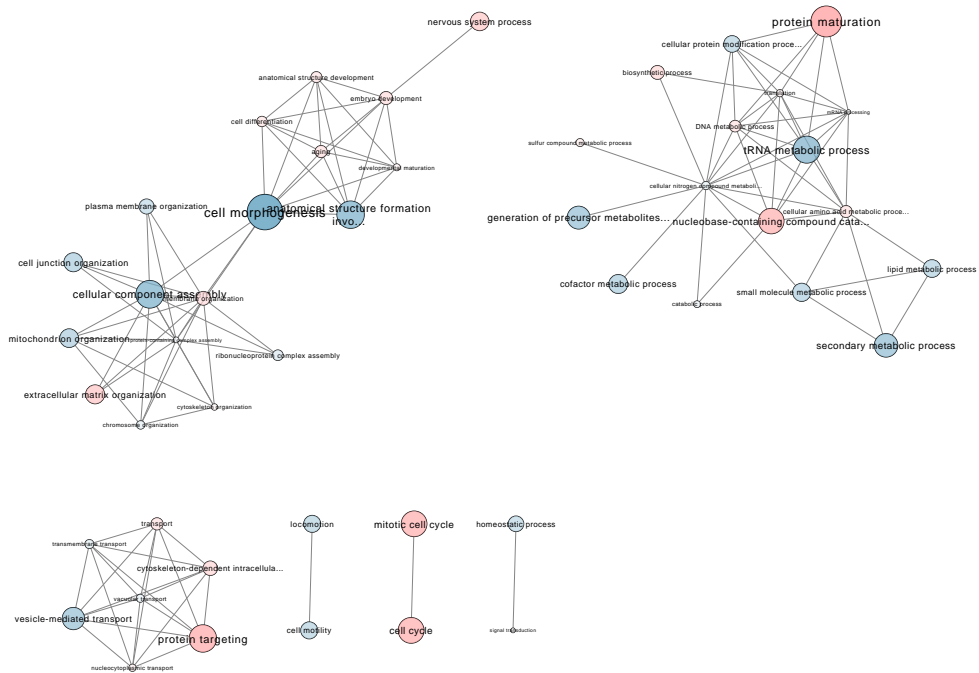 nervous system process
protein maturation
cellular protein modification proce...
biosynthetic process
anatomical structure development
embryo development
translation
mRNA processing
cell differentiation
DNA metabolic process
aging
sulfur compound metabolic process
tRNA metabolic process
developmental maturation
cellular nitrogen compound metaboli...
plasma membrane organization
cell morphogenesis
anatomical structure formation
invo...
generation of precursor metabolites...
nucleobase-containing compound cata...
cellular amino acid metabolic proce...
cell junction organization
lipid metabolic process
cofactor metabolic process
small molecule metabolic process
cellular component assembly
membrane organization
catabolic process
mitochondrion organization
protein-containing complex assembly
ribonucleoprotein complex assembly
secondary metabolic process
extracellular matrix organization
cytoskeleton organization
chromosome organization
transport
locomotion
mitotic cell cycle
homeostatic process
transmembrane transport
cytoskeleton-dependent intracellula...
vacuolar transport
vesicle-mediated transport
protein targeting
cell motility
cell cycle
signal transduction
nucleocytoplasmic transport